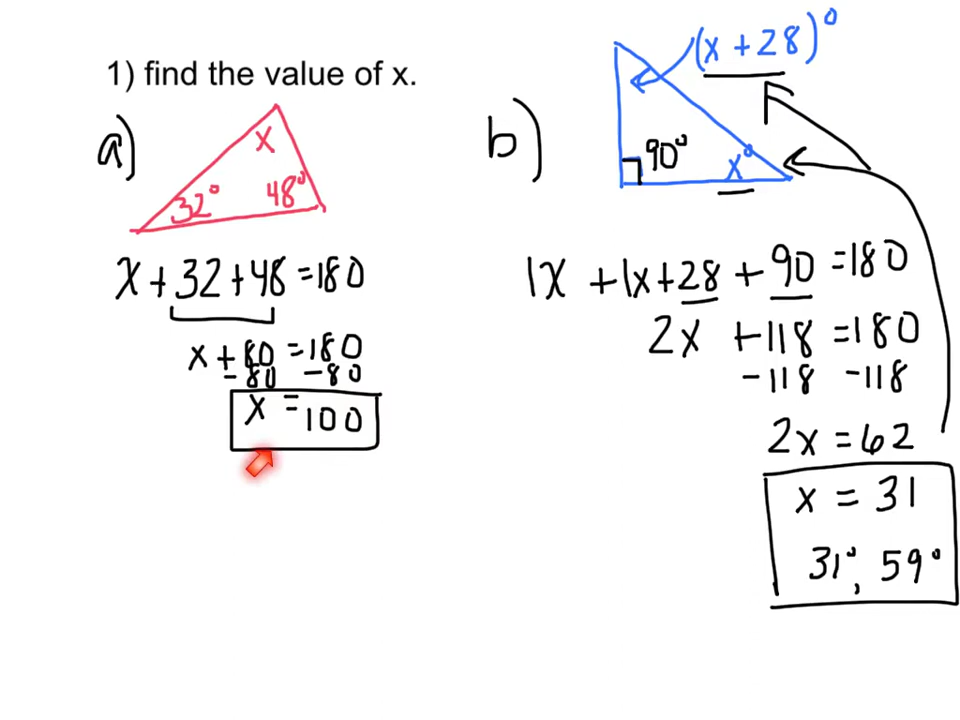 1) find the value of x.
a)
x
32°
48°
x + 32 + 48 = 180
x + 80 = 180
- 80 - 80
x = 100
b)
(x + 28)°
90°
x°
1x + 1x + 28 + 90 = 180
2x + 118 = 180
- 118 - 118
2x = 62
x = 31
31°, 59°